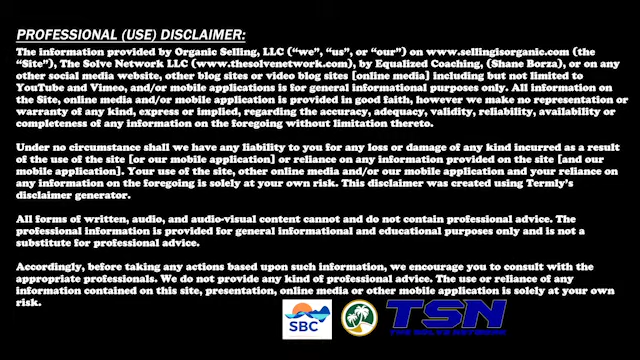 PROFESSIONAL (USE) DISCLAIMER:
The information provided by Organic Selling, LLC (“we”, “us”, or “our”) on www.sellingisorganic.com (the
“Site”), The Solve Network LLC (www.thesolvenetwork.com), by Equalized Coaching, (Shane Borza), or on any
other social media website, other blog sites or video blog sites [online media] including but not limited to
YouTube and Vimeo, and/or mobile applications is for general informational purposes only. All information on
the Site, online media and/or mobile application is provided in good faith, however we make no representation or
warranty of any kind, express or implied, regarding the accuracy, adequacy, validity, reliability, availability or
completeness of any information on the foregoing without limitation thereto.
Under no circumstance shall we have any liability to you for any loss or damage of any kind incurred as a result
of the use of the site [or our mobile application] or reliance on any information provided on the site [and our
mobile application]. Your use of the site, other online media and/or our mobile application and your reliance on
any information on the foregoing is solely at your own risk. This disclaimer was created using Termly’s
disclaimer generator.
All forms of written, audio, and audio-visual content cannot and do not contain professional advice. The
professional information is provided for general informational and educational purposes only and is not a
substitute for professional advice.
Accordingly, before taking any actions based upon such information, we encourage you to consult with the
appropriate professionals. We do not provide any kind of professional advice. The use or reliance of any
information contained on this site, presentation, online media or other mobile application is solely at your own
risk.
SBC
TSN
THE SOLVE NETWORK